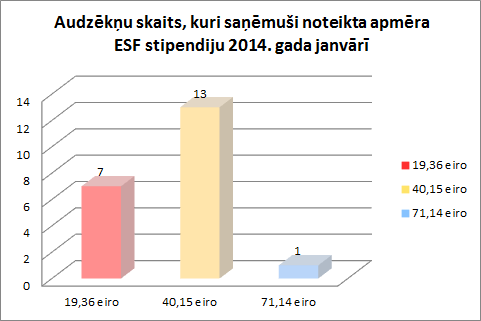 Audzēkņu skaits, kuri saņēmuši noteikta apmēra
ESF stipendiju 2014. gada janvārī
14
12
10
8
6
4
2
0
7
13
1
19,36 eiro
40,15 eiro
71,14 eiro
19,36 eiro
40,15 eiro
71,14 eiro